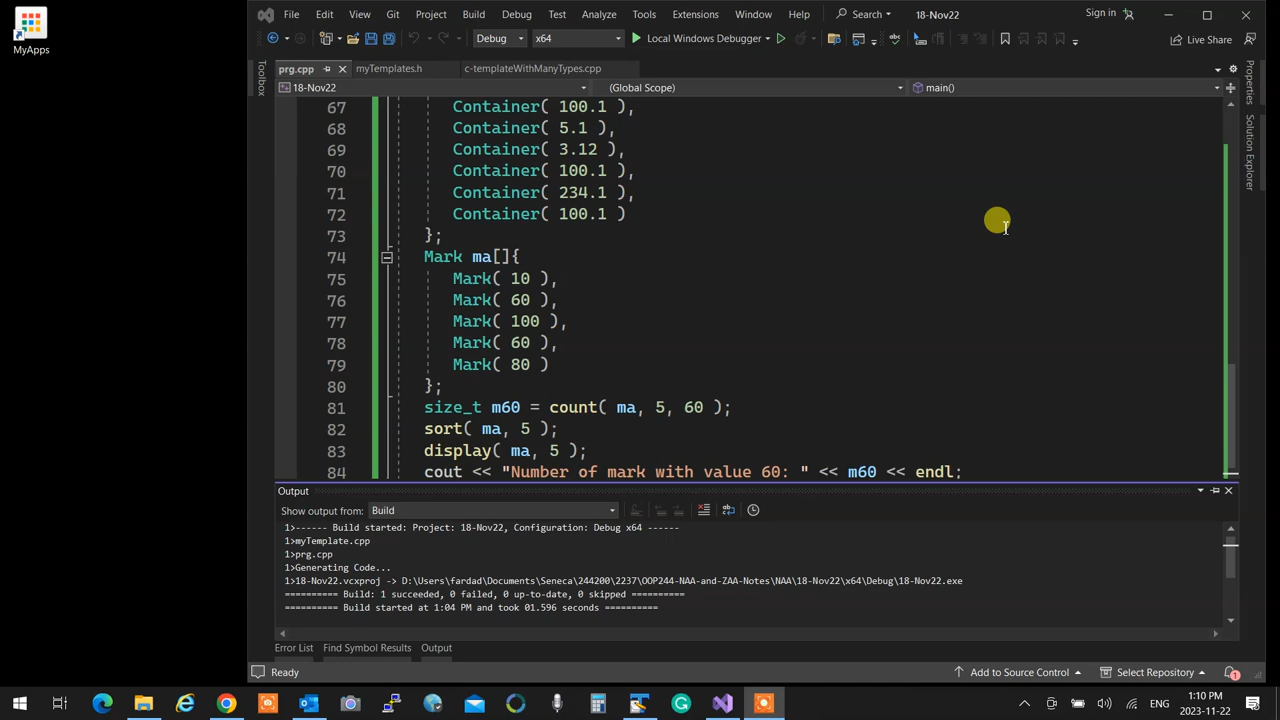 MyApps
File Edit View Git Project Build Debug Test Analyze Tools Extensions Window Help Search 18-Nov22 Sign in
Debug x64 Local Windows Debugger Live Share
prg.cpp myTemplates.h c-templateWithManyTypes.cpp
18-Nov22 (Global Scope) main()
Toolbox
Properties
Solution Explorer
67 Container( 100.1 ),
68 Container( 5.1 ),
69 Container( 3.12 ),
70 Container( 100.1 ),
71 Container( 234.1 ),
72 Container( 100.1 )
73 };
74 Mark ma[]{
75 Mark( 10 ),
76 Mark( 60 ),
77 Mark( 100 ),
78 Mark( 60 ),
79 Mark( 80 )
80 };
81 size_t m60 = count( ma, 5, 60 );
82 sort( ma, 5 );
83 display( ma, 5 );
84 cout << "Number of mark with value 60: " << m60 << endl;
Output
Show output from: Build
1>------ Build started: Project: 18-Nov22, Configuration: Debug x64 ------
1>myTemplate.cpp
1>prg.cpp
1>Generating Code...
1>18-Nov22.vcxproj -> D:\Users\fardad\Documents\Seneca\244200\2237\OOP244-NAA-and-ZAA-Notes\NAA\18-Nov22\x64\Debug\18-Nov22.exe
========== Build: 1 succeeded, 0 failed, 0 up-to-date, 0 skipped ==========
========== Build started at 1:04 PM and took 01.596 seconds ==========
Error List Find Symbol Results Output
Ready Add to Source Control Select Repository 1
ENG 1:10 PM
2023-11-22